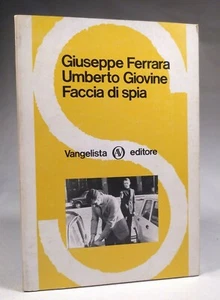 Giuseppe Ferrara
Umberto Giovine
Faccia di spia
Vangelista editore